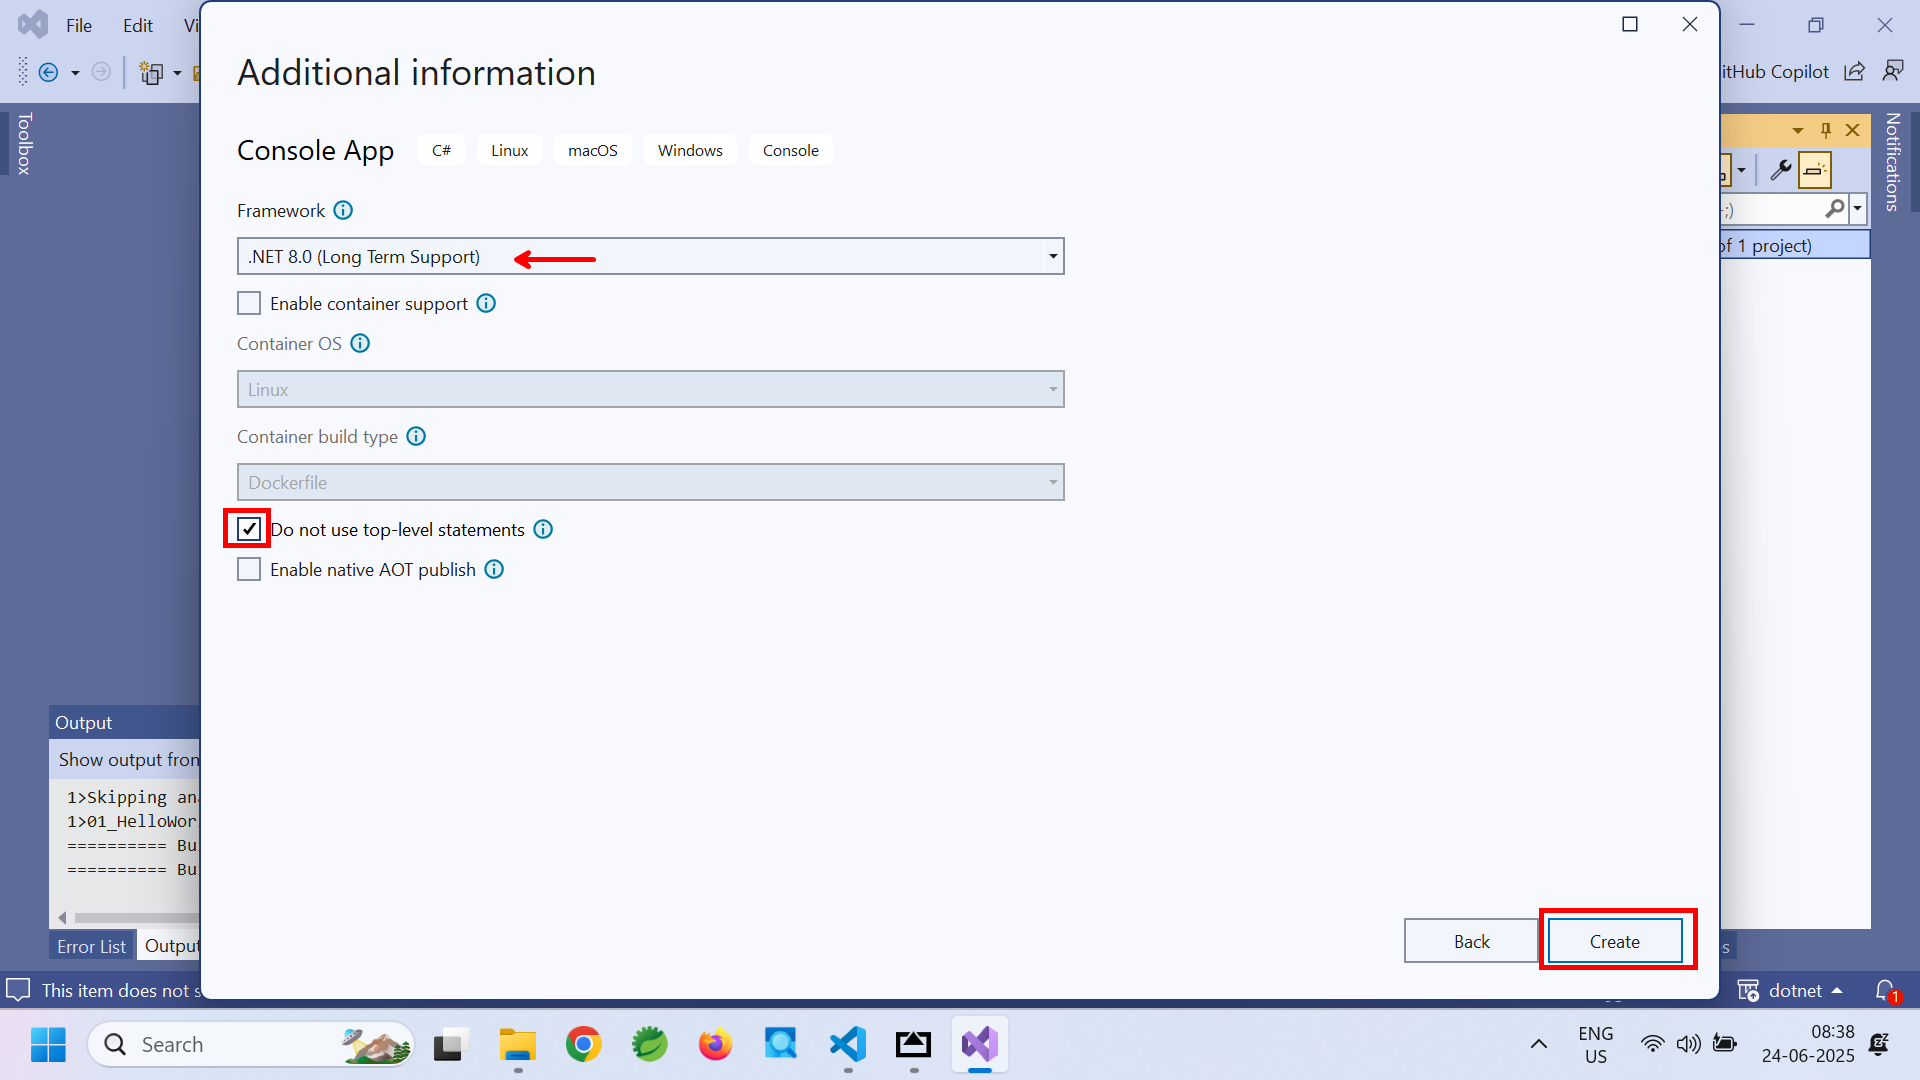 File Edit Vi
itHub Copilot
Toolbox
Notifications
Additional information
Console App C# Linux macOS Windows Console
Framework
.NET 8.0 (Long Term Support)
Enable container support
Container OS
Linux
Container build type
Dockerfile
Do not use top-level statements
Enable native AOT publish
;)
of 1 project)
Output
Show output from
1>Skipping ana
1>01_HelloWor
========== Bu
========== Bu
Error List Output
Back Create
s
This item does not s
dotnet
1
Search
ENG
US
08:38
24-06-2025